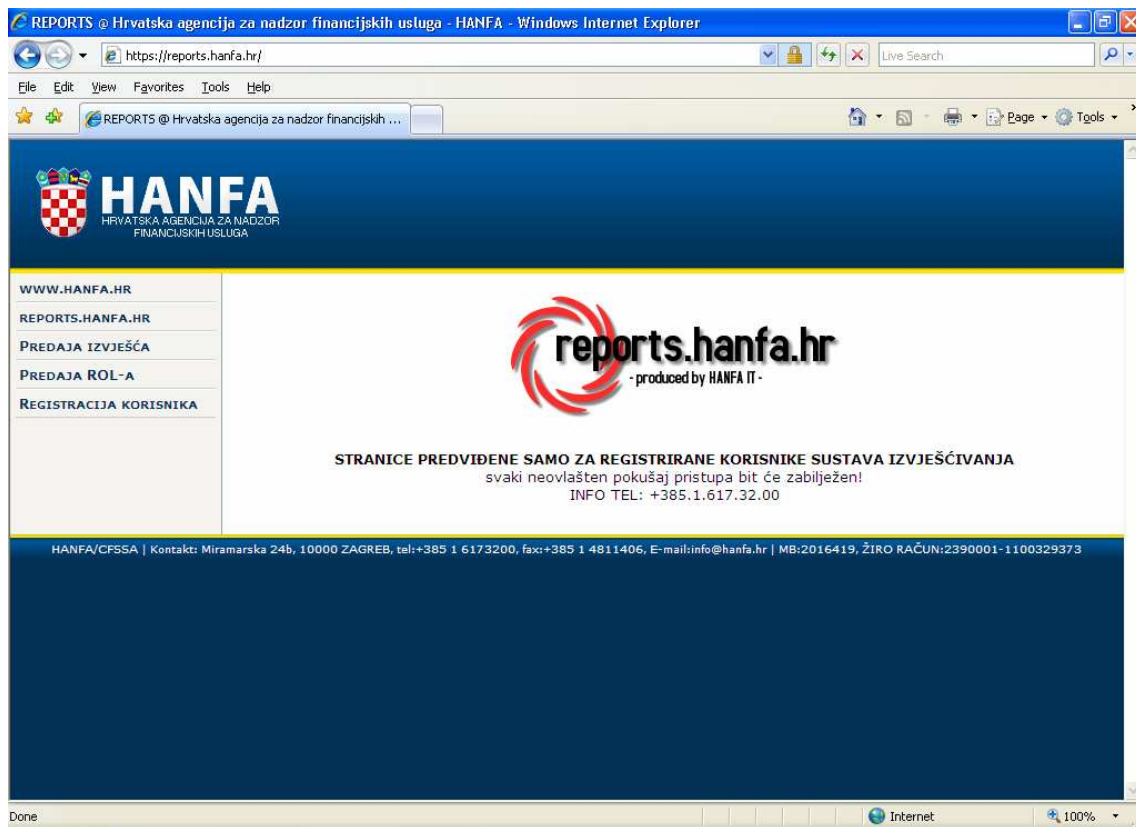 REPORTS @ Hrvatska agencija za nadzor financijskih usluga - HANFA - Windows Internet Explorer
https://reports.hanfa.hr/
Live Search
File Edit View Favorites Tools Help
REPORTS @ Hrvatska agencija za nadzor financijskih ...
Page Tools
HANFA
HRVATSKA AGENCIJA ZA NADZOR
FINANCIJSKIH USLUGA
WWW.HANFA.HR
REPORTS.HANFA.HR
PREDAJA IZVJEŠĆA
PREDAJA ROL-A
REGISTRACIJA KORISNIKA
reports.hanfa.hr
- produced by HANFA IT -
STRANICE PREDVIĐENE SAMO ZA REGISTRIRANE KORISNIKE SUSTAVA IZVJEŠĆIVANJA
svaki neovlašten pokušaj pristupa bit će zabilježen!
INFO TEL: +385.1.617.32.00
HANFA/CFSSA | Kontakt: Miramarska 24b, 10000 ZAGREB, tel:+385 1 6173200, fax:+385 1 4811406, E-mail:info@hanfa.hr | MB:2016419, ŽIRO RAČUN:2390001-1100329373
Done
Internet
100%